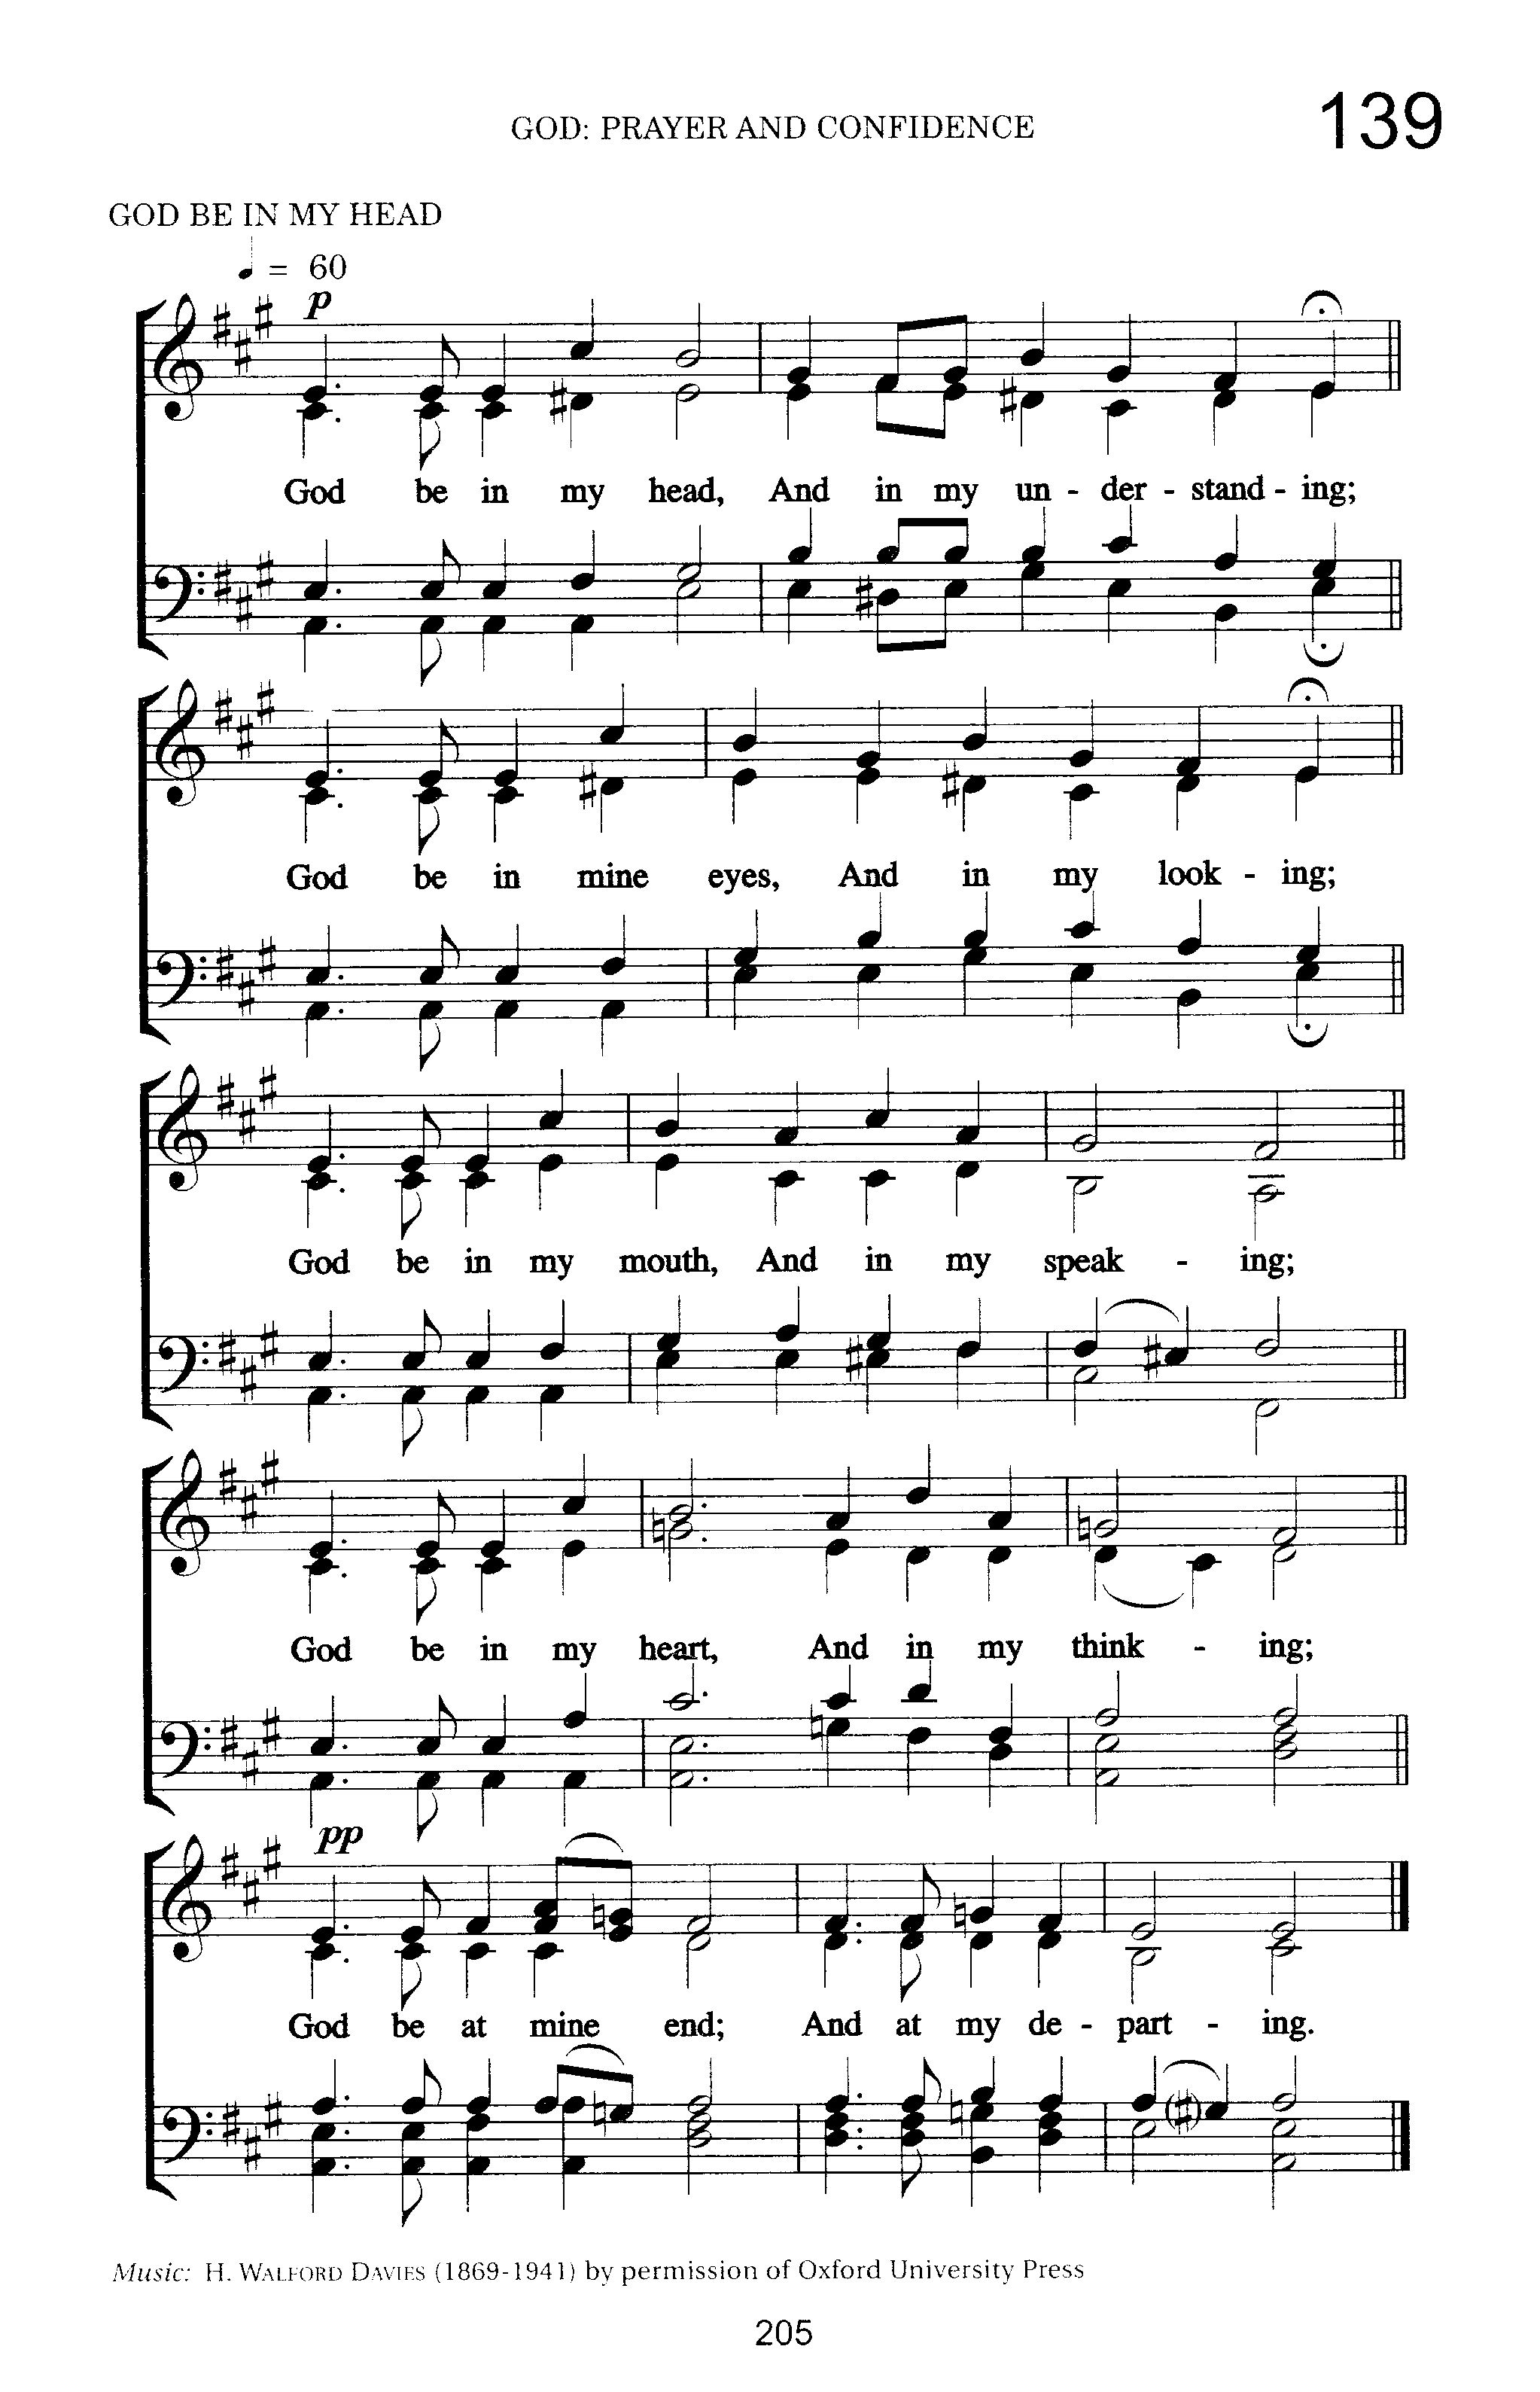 139
GOD: PRAYER AND CONFIDENCE
GOD BE IN MY HEAD
♩ = 60
p
God be in my head, And in my un - der - stand - ing;
God be in mine eyes, And in my look - ing;
God be in my mouth, And in my speak - ing;
God be in my heart, And in my think - ing;
pp
God be at mine end; And at my de - part - ing.
Music: H. WALFORD DAVIES (1869-1941) by permission of Oxford University Press
205